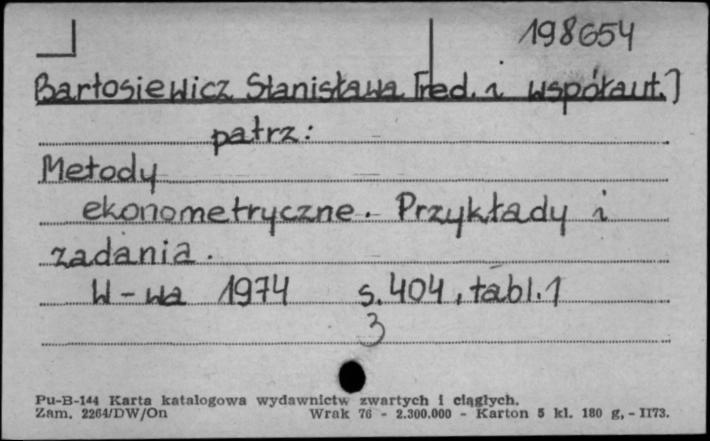 198654
Bartosiewicz Stanisława [red. i współaut.]
patrz:
Metody
ekonometryczne. Przykłady i
zadania.
W-wa 1974 s. 404, tabl. 1
3
Pu-B-144 Karta katalogowa wydawnictw zwartych i ciągłych.
Zam. 2264/DW/On Wrak 76 - 2.300.000 - Karton 5 kl. 180 g, - II73.